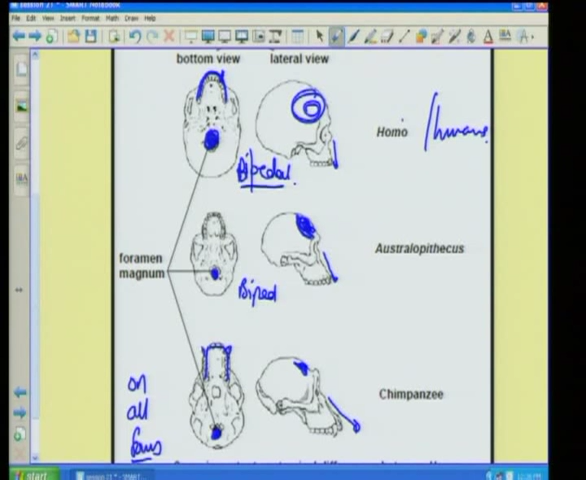 File Edit View Insert Format Math Draw Help
bottom view lateral view
Homo / humans
Bipedal
foramen
magnum
Australopithecus
Biped
Chimpanzee
on
all
fours
start